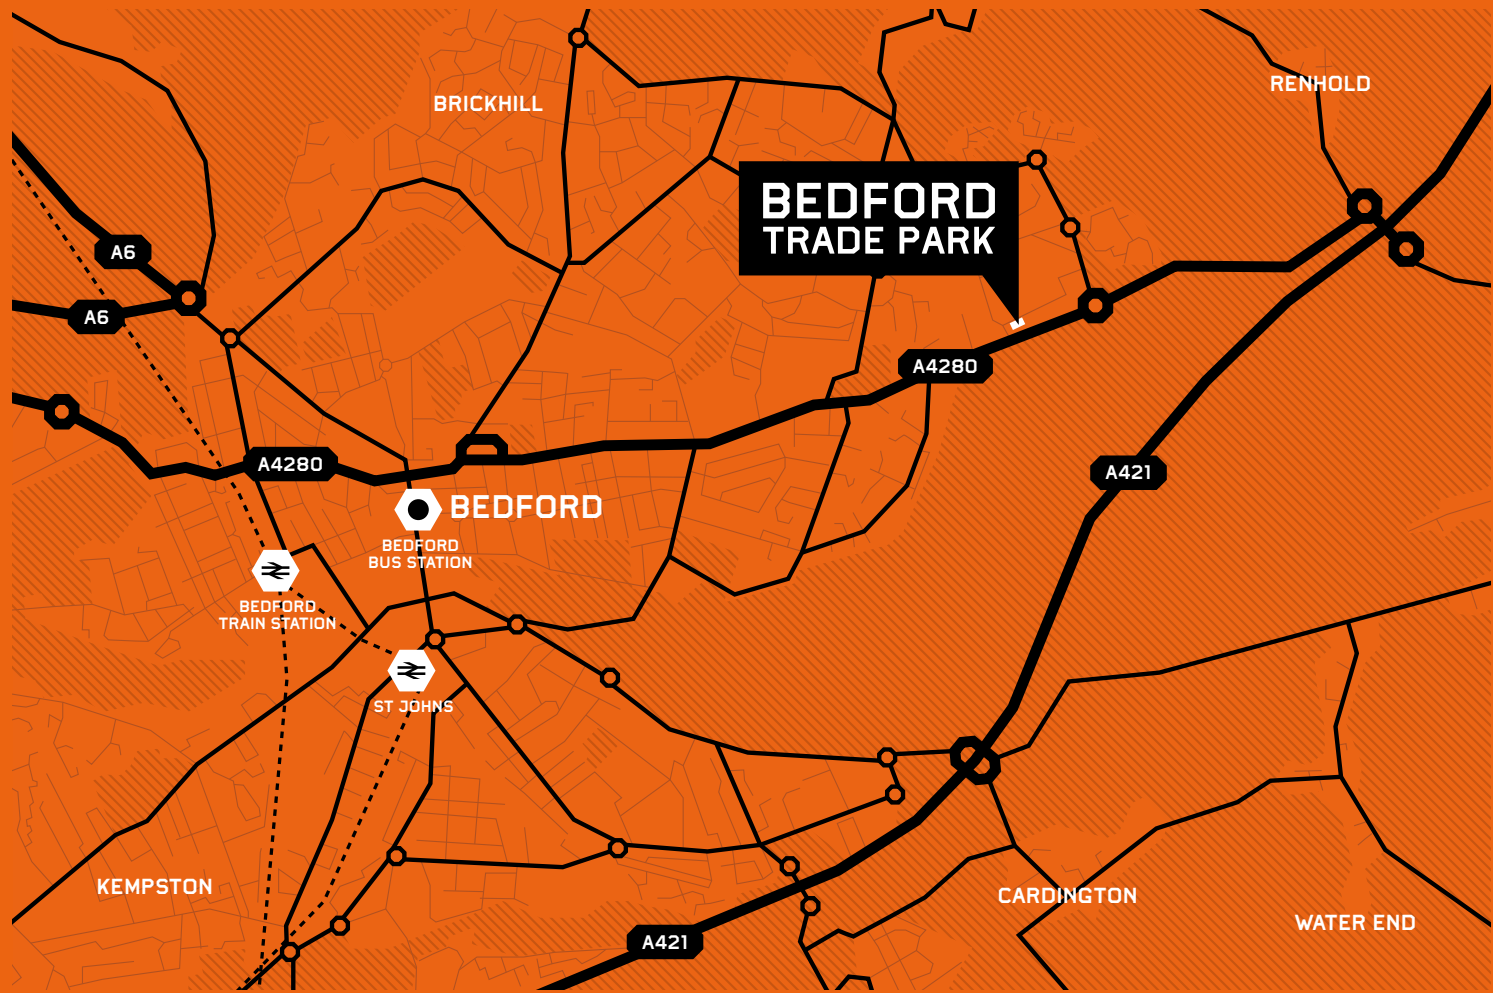 RENHOLD
BRICKHILL
BEDFORD
TRADE PARK
A6
A6
A4280
A4280
A421
BEDFORD
BEDFORD
BUS STATION
BEDFORD
TRAIN STATION
ST JOHNS
KEMPSTON
CARDINGTON
WATER END
A421